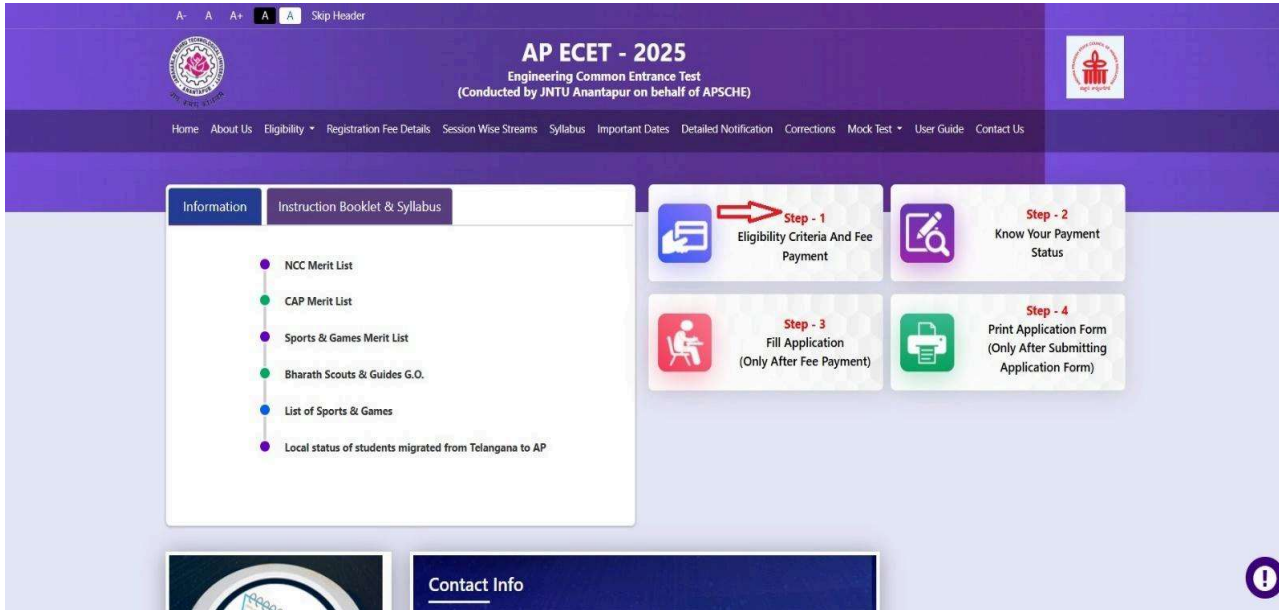 A- A A+ A A Skip Header
AP ECET - 2025
Engineering Common Entrance Test
(Conducted by JNTU Anantapur on behalf of APSCHE)
Home About Us Eligibility Registration Fee Details Session Wise Streams Syllabus Important Dates Detailed Notification Corrections Mock Test User Guide Contact Us
Information Instruction Booklet & Syllabus
NCC Merit List
CAP Merit List
Sports & Games Merit List
Bharath Scouts & Guides G.O.
List of Sports & Games
Local status of students migrated from Telangana to AP
Step - 1
Eligibility Criteria And Fee
Payment
Step - 2
Know Your Payment
Status
Step - 3
Fill Application
(Only After Fee Payment)
Step - 4
Print Application Form
(Only After Submitting
Application Form)
Contact Info